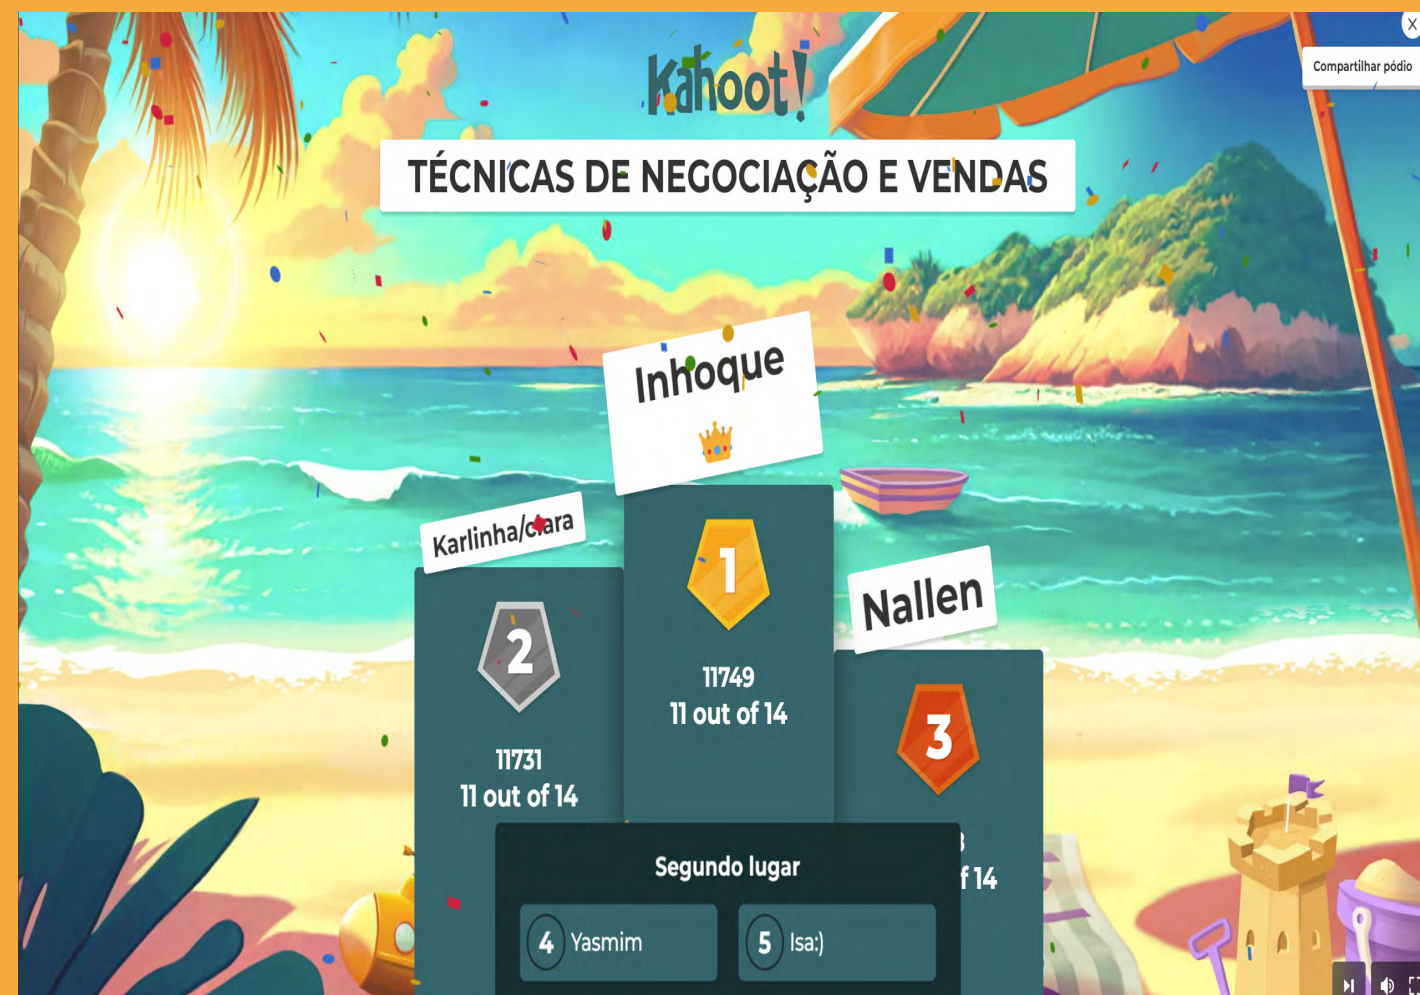 Kahoot!
Compartilhar pódio
TÉCNICAS DE NEGOCIAÇÃO E VENDAS
Inhoque
Karlinha/clara
Nallen
1
11749
11 out of 14
2
11731
11 out of 14
3
f 14
Segundo lugar
4 Yasmim
5 Isa:)